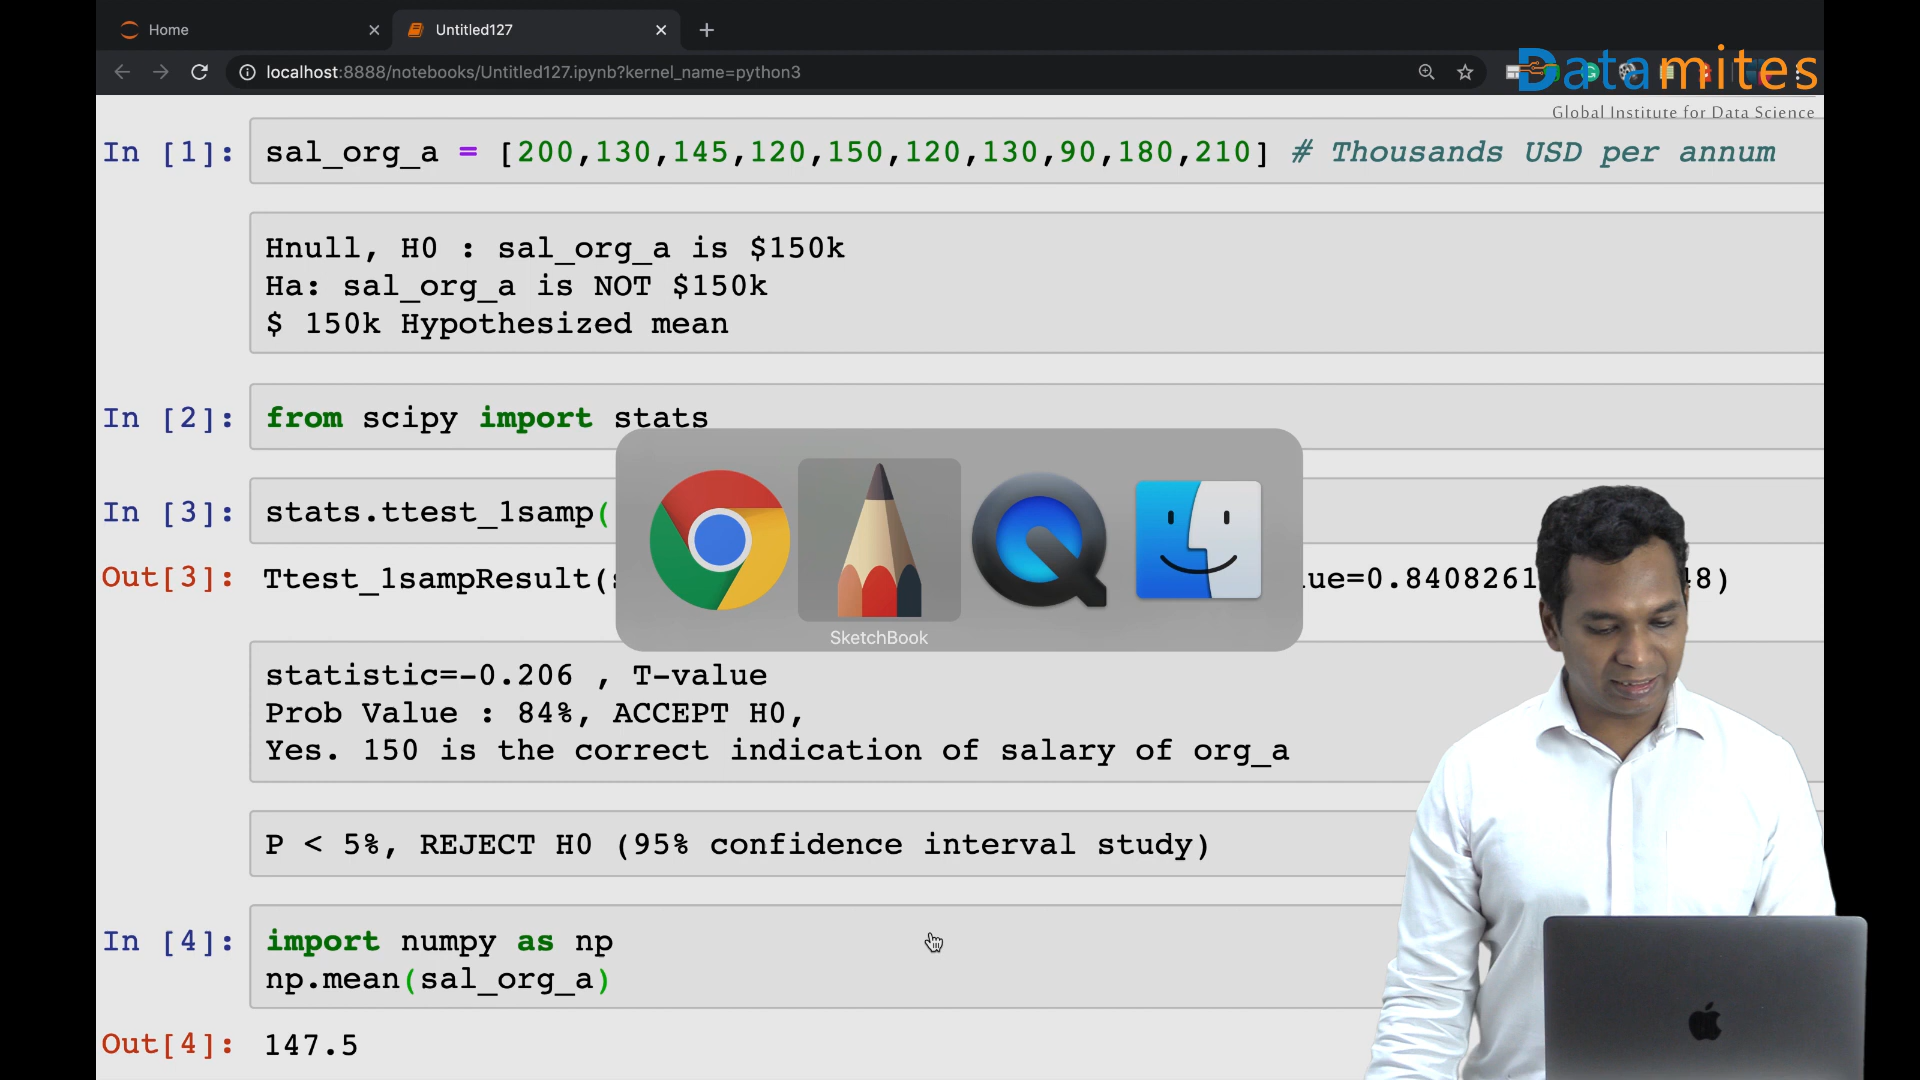 Home
Untitled127
localhost:8888/notebooks/Untitled127.ipynb?kernel_name=python3
Datamites
Global Institute for Data Science
In [1]: sal_org_a = [200,130,145,120,150,120,130,90,180,210] # Thousands USD per annum
Hnull, H0 : sal_org_a is $150k
Ha: sal_org_a is NOT $150k
$ 150k Hypothesized mean
In [2]: from scipy import stats
In [3]: stats.ttest_1samp(
Out[3]: Ttest_1sampResult( lue=0.8408261 48)
SketchBook
statistic=-0.206 , T-value
Prob Value : 84%, ACCEPT H0,
Yes. 150 is the correct indication of salary of org_a
P < 5%, REJECT H0 (95% confidence interval study)
In [4]: import numpy as np
np.mean(sal_org_a)
Out[4]: 147.5